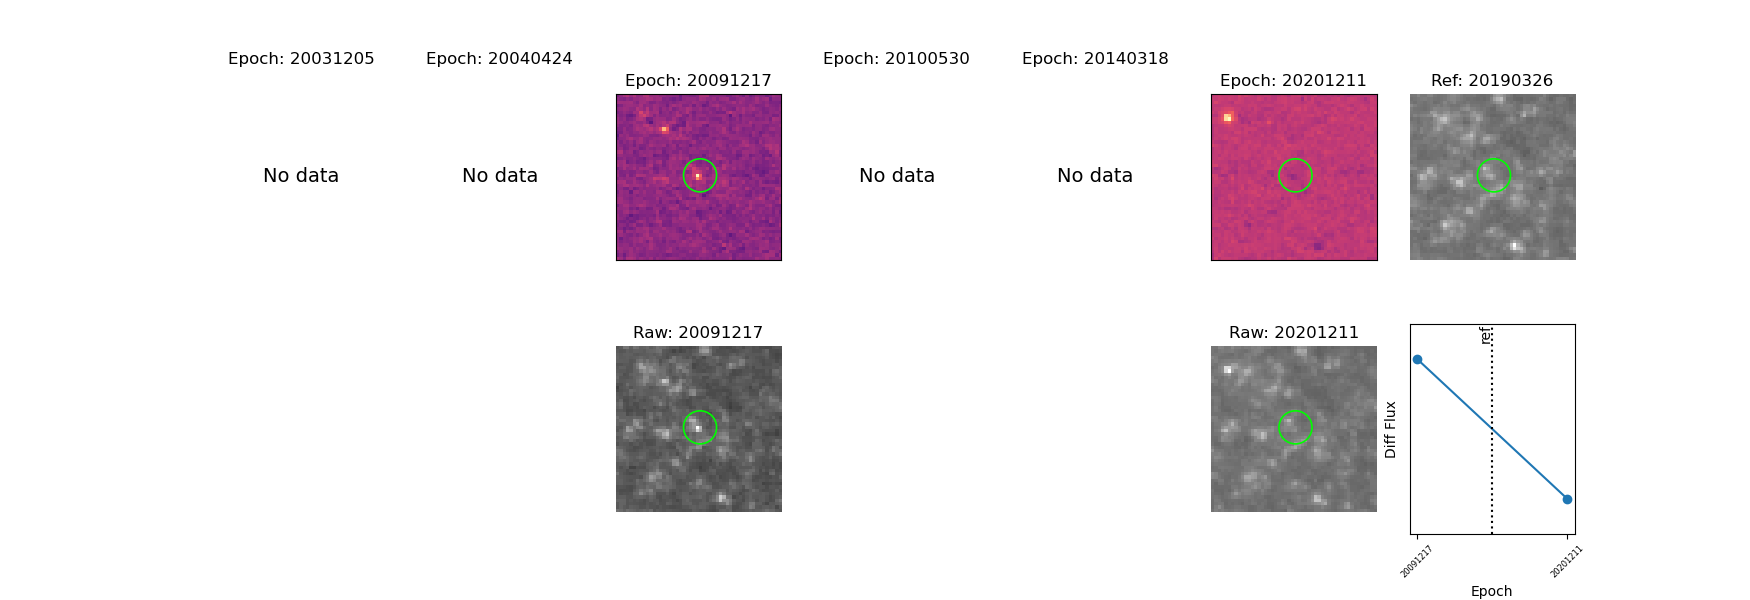 Epoch: 20031205
Epoch: 20040424
Epoch: 20091217
Epoch: 20100530
Epoch: 20140318
Epoch: 20201211
Ref: 20190326
No data
No data
No data
No data
Raw: 20091217
Raw: 20201211
ref
Diff Flux
20091217
20201211
Epoch